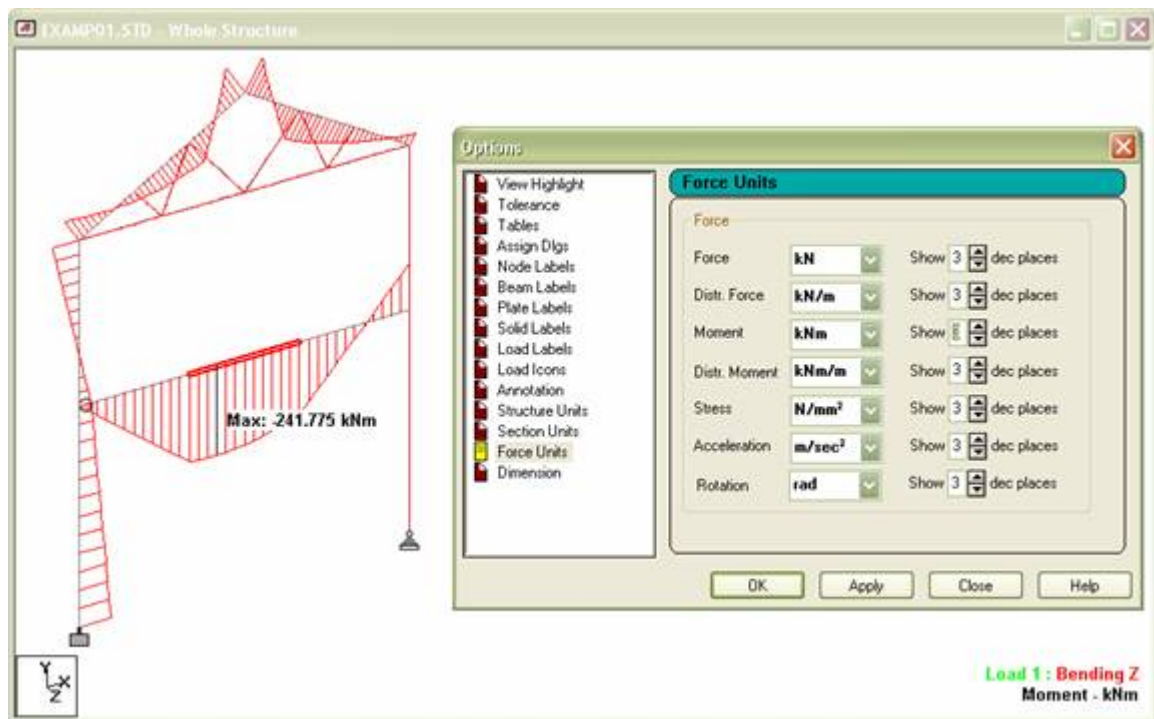 EXAMP01.STD - Whole Structure
Max: -241.775 kNm
Y
X
Z
Load 1 : Bending Z
Moment - kNm
Options
View Highlight
Tolerance
Tables
Assign Dlgs
Node Labels
Beam Labels
Plate Labels
Solid Labels
Load Labels
Load Icons
Annotation
Structure Units
Section Units
Force Units
Dimension
Force Units
Force
Force kN Show 3 dec places
Distr. Force kN/m Show 3 dec places
Moment kNm Show dec places
Distr. Moment kNm/m Show 3 dec places
Stress N/mm² Show 3 dec places
Acceleration m/sec² Show 3 dec places
Rotation rad Show 3 dec places
OK Apply Close Help